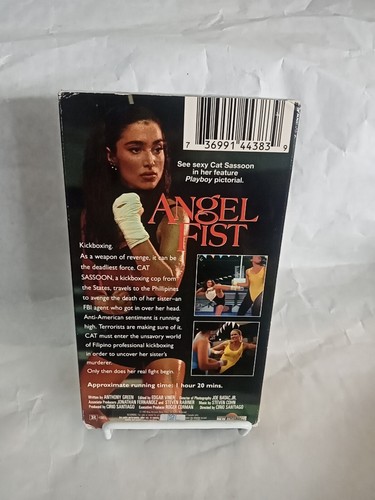 7 36991 44383 9
See sexy Cat Sassoon
in her feature
Playboy pictorial.
ANGEL
FIST
Kickboxing.
As a weapon of revenge, it can be
the deadliest force. CAT
SASSOON, a kickboxing cop from
the States, travels to the Phillipines
to avenge the death of her sister–an
FBI agent who got in over her head.
Anti-American sentiment is running
high. Terrorists are making sure of it.
CAT must enter the unsavory world
of Filipino professional kickboxing
in order to uncover her sister's
murderer.
Only then does her real fight begin.
Approximate running time: 1 hour 20 mins.
Written by ANTHONY GREEN Edited by EDGAR VINER Director of Photography JOE BATAC, JR.
Associate Producers JONATHAN FERNANDEZ and STEVEN RABINER Music by STEVEN COHN
Produced by CIRIO SANTIAGO Executive Producer ROGER CORMAN Directed by CIRIO SANTIAGO